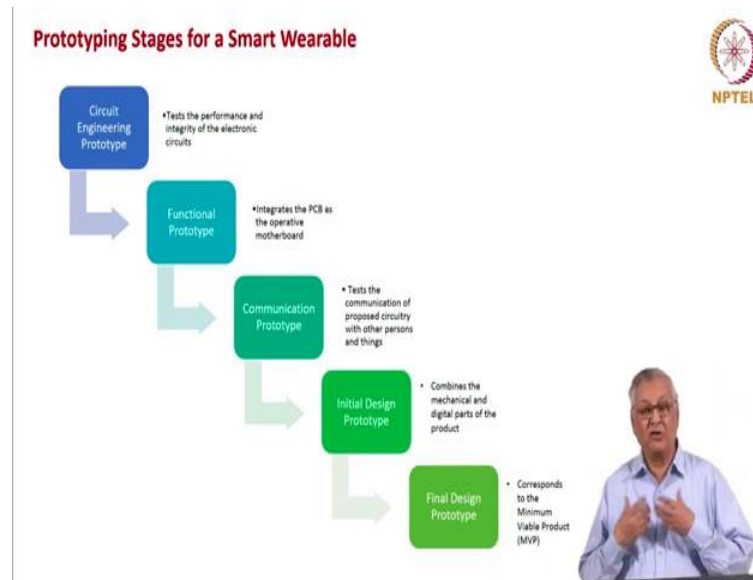 Prototyping Stages for a Smart Wearable
NPTEL
Circuit
Engineering
Prototype
•Tests the performance and
integrity of the electronic
circuits
Functional
Prototype
•Integrates the PCB as
the operative
motherboard
Communication
Prototype
• Tests the
communication of
proposed circuitry
with other persons
and things
Initial Design
Prototype
• Combines the
mechanical and
digital parts of the
product
Final Design
Prototype
• Corresponds
to the
Minimum
Viable Product
(MVP)